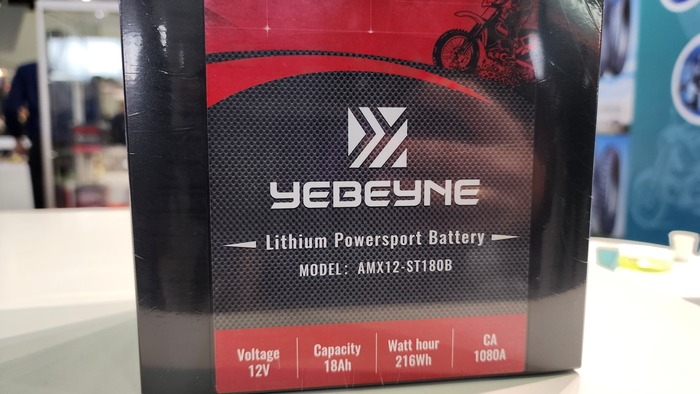 YEBEYNE
Lithium Powersport Battery
MODEL: AMX12-ST180B
Voltage
12V
Capacity
18Ah
Watt hour
216Wh
CA
1080A